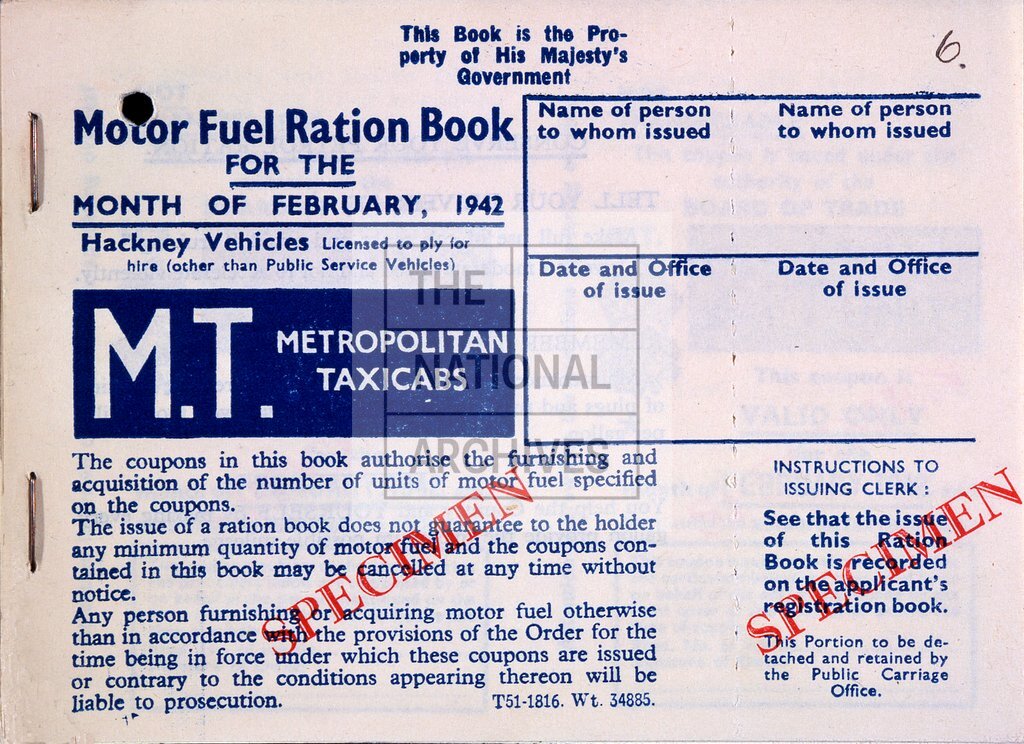 This Book is the Pro-
perty of His Majesty's
Government
6.
Motor Fuel Ration Book
FOR THE
MONTH OF FEBRUARY, 1942
Hackney Vehicles Licensed to ply for
hire (other than Public Service Vehicles)
M.T. METROPOLITAN
TAXICABS
Name of person
to whom issued
Name of person
to whom issued
Date and Office
of issue
Date and Office
of issue
THE
NATIONAL
ARCHIVES
The coupons in this book authorise the furnishing and
acquisition of the number of units of motor fuel specified
on the coupons.
The issue of a ration book does not guarantee to the holder
any minimum quantity of motor fuel and the coupons con-
tained in this book may be cancelled at any time without
notice.
Any person furnishing or acquiring motor fuel otherwise
than in accordance with the provisions of the Order for the
time being in force under which these coupons are issued
or contrary to the conditions appearing thereon will be
liable to prosecution.
T51-1816. Wt. 34885.
SPECIMEN
INSTRUCTIONS TO
ISSUING CLERK :
See that the issue
of this Ration
Book is recorded
on the applicant's
registration book.
This Portion to be de-
tached and retained by
the Public Carriage
Office.
SPECIMEN